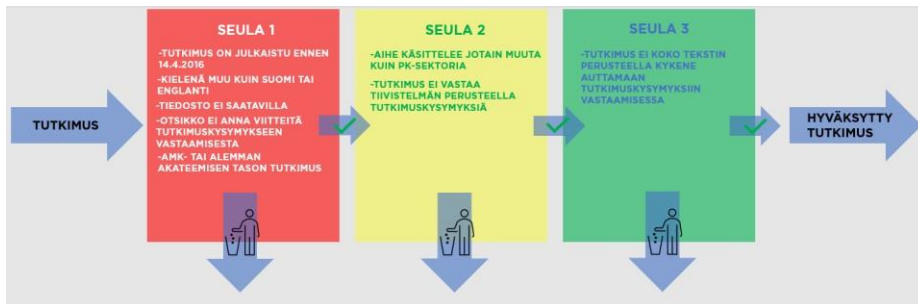 TUTKIMUS
SEULA 1
-TUTKIMUS ON JULKAISTU ENNEN
14.4.2016
-KIELENÄ MUU KUIN SUOMI TAI
ENGLANTI
-TIEDOSTO EI SAATAVILLA
-OTSIKKO EI ANNA VIITTEITÄ
TUTKIMUSKYSYMYKSEEN
VASTAAMISESTA
-AMK- TAI ALEMMAN
AKATEEMISEN TASON TUTKIMUS
SEULA 2
-AIHE KÄSITTELEE JOTAIN MUUTA
KUIN PK-SEKTORIA
-TUTKIMUS EI VASTAA
TIIVISTELMÄN PERUSTEELLA
TUTKIMUSKYSYMYKSIÄ
SEULA 3
-TUTKIMUS EI KOKO TEKSTIN
PERUSTEELLA KYKENE
AUTTAMAAN
TUTKIMUSKYSYMYKSIIN
VASTAAMISESSA
HYVÄKSYTTY
TUTKIMUS